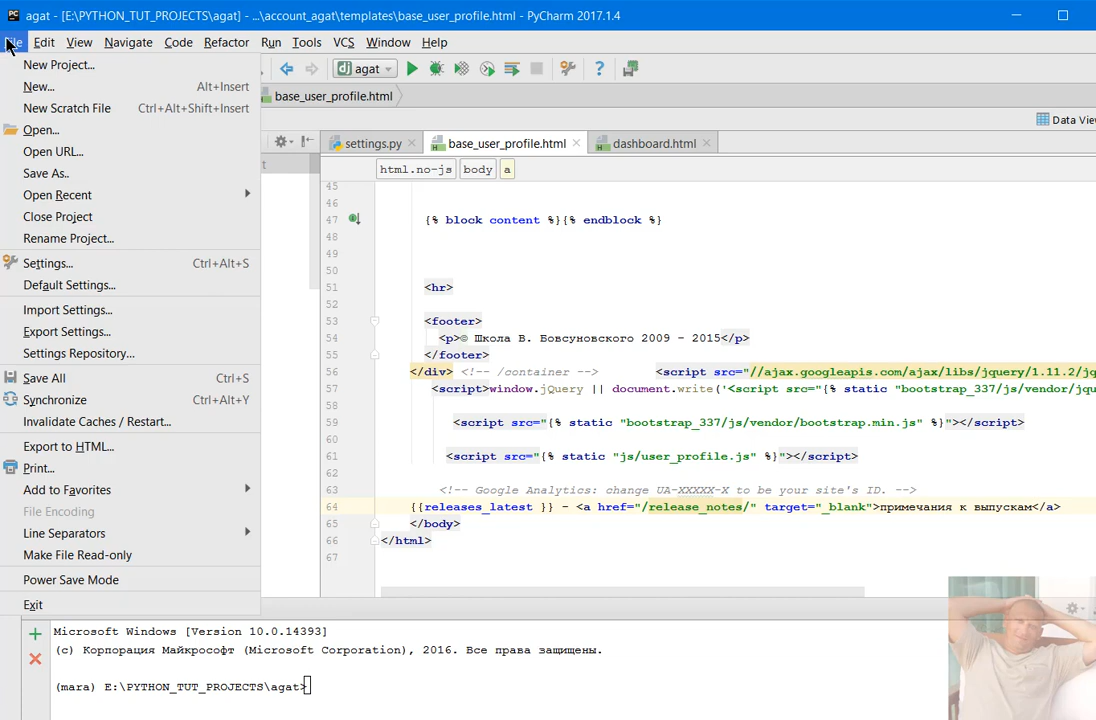 agat - [E:\PYTHON_TUT_PROJECTS\agat] - ...\account_agat\templates\base_user_profile.html - PyCharm 2017.1.4
File Edit View Navigate Code Refactor Run Tools VCS Window Help
New Project...
New... Alt+Insert
New Scratch File Ctrl+Alt+Shift+Insert
Open...
Open URL...
Save As..
Open Recent
Close Project
Rename Project...
Settings... Ctrl+Alt+S
Default Settings...
Import Settings...
Export Settings...
Settings Repository...
Save All Ctrl+S
Synchronize Ctrl+Alt+Y
Invalidate Caches / Restart...
Export to HTML...
Print...
Add to Favorites
File Encoding
Line Separators
Make File Read-only
Power Save Mode
Exit
dj agat
base_user_profile.html
Data Vie
settings.py base_user_profile.html dashboard.html
html.no-js body a
45
46
47 {% block content %}{% endblock %}
48
49
50
51 <hr>
52
53 <footer>
54 <p>© Школа В. Бовсуновского 2009 - 2015</p>
55 </footer>
56 </div> <!-- /container --> <script src="//ajax.googleapis.com/ajax/libs/jquery/1.11.2/jq
57 <script>window.jQuery || document.write('<script src="{% static "bootstrap_337/js/vendor/jqu
58
59 <script src="{% static "bootstrap_337/js/vendor/bootstrap.min.js" %}"></script>
60
61 <script src="{% static "js/user_profile.js" %}"></script>
62
63 <!-- Google Analytics: change UA-XXXXX-X to be your site's ID. -->
64 {{releases_latest }} - <a href="/release_notes/" target="_blank">примечания к выпускам</a>
65 </body>
66 </html>
67
Microsoft Windows [Version 10.0.14393]
(c) Корпорация Майкрософт (Microsoft Corporation), 2016. Все права защищены.
(mara) E:\PYTHON_TUT_PROJECTS\agat>